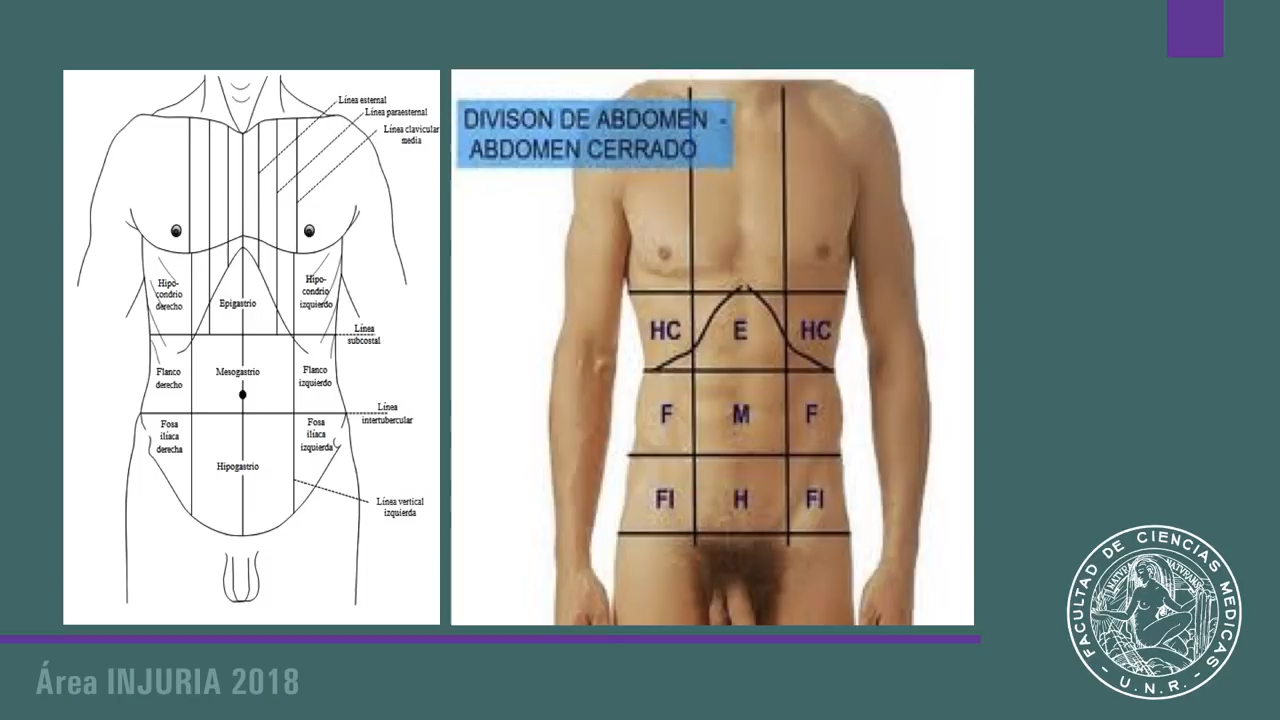 Línea esternal
Línea paraesternal
Línea clavicular
media
Hipo-
condrio
derecho
Epigastrio
Hipo-
condrio
izquierdo
Línea
subcostal
Flanco
derecho
Mesogastrio
Flanco
izquierdo
Línea
intertubercular
Fosa
ilíaca
derecha
Fosa
ilíaca
izquierda
Hipogastrio
Línea vertical
izquierda
DIVISON DE ABDOMEN -
ABDOMEN CERRADO
HC E HC
F M F
FI H FI
Área INJURIA 2018
FACULTAD DE CIENCIAS MEDICAS
- U.N.R. -